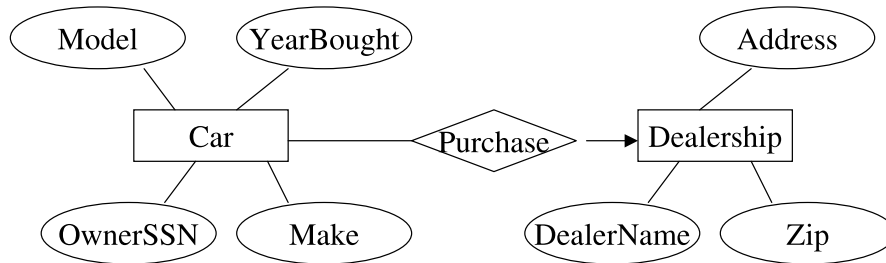 Model YearBought Address
Car Purchase Dealership
OwnerSSN Make DealerName Zip